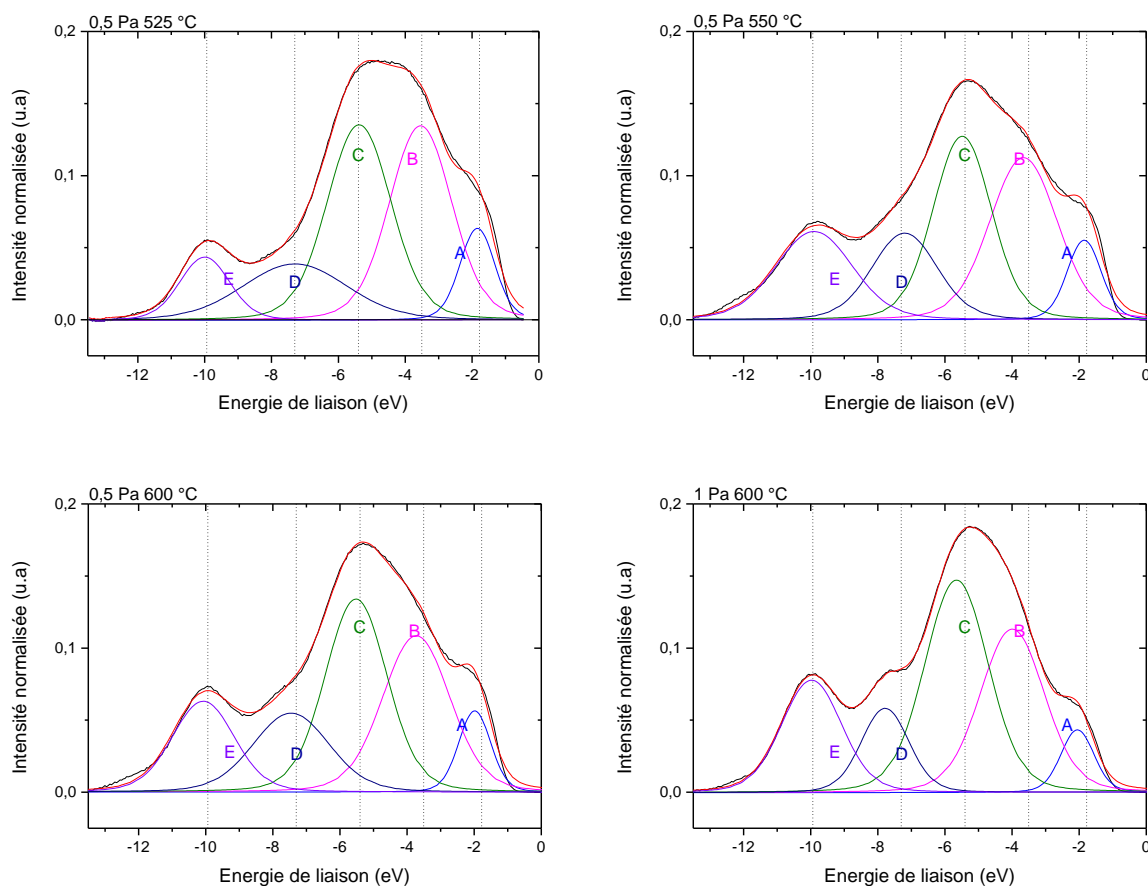 0,5 Pa 525 °C
0,2
0,1
0,0
Intensité normalisée (u.a)
E
D
C
B
A
-12 -10 -8 -6 -4 -2 0
Energie de liaison (eV)
0,5 Pa 550 °C
0,2
0,1
0,0
Intensité normalisée (u.a)
E
D
C
B
A
-12 -10 -8 -6 -4 -2 0
Energie de liaison (eV)
0,5 Pa 600 °C
0,2
0,1
0,0
Intensité normalisée (u.a)
E
D
C
B
A
-12 -10 -8 -6 -4 -2 0
Energie de liaison (eV)
1 Pa 600 °C
0,2
0,1
0,0
Intensité normalisée (u.a)
E
D
C
B
A
-12 -10 -8 -6 -4 -2 0
Energie de liaison (eV)